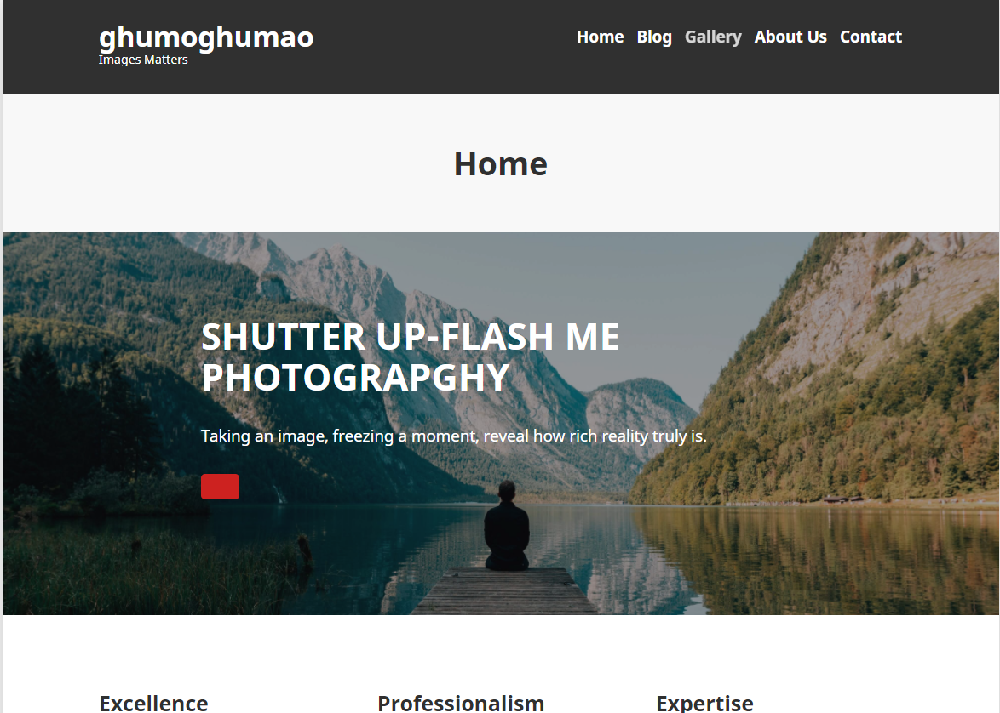 ghumoghumao
Images Matters
Home Blog Gallery About Us Contact
Home
SHUTTER UP-FLASH ME
PHOTOGRAPGHY
Taking an image, freezing a moment, reveal how rich reality truly is.
Excellence Professionalism Expertise